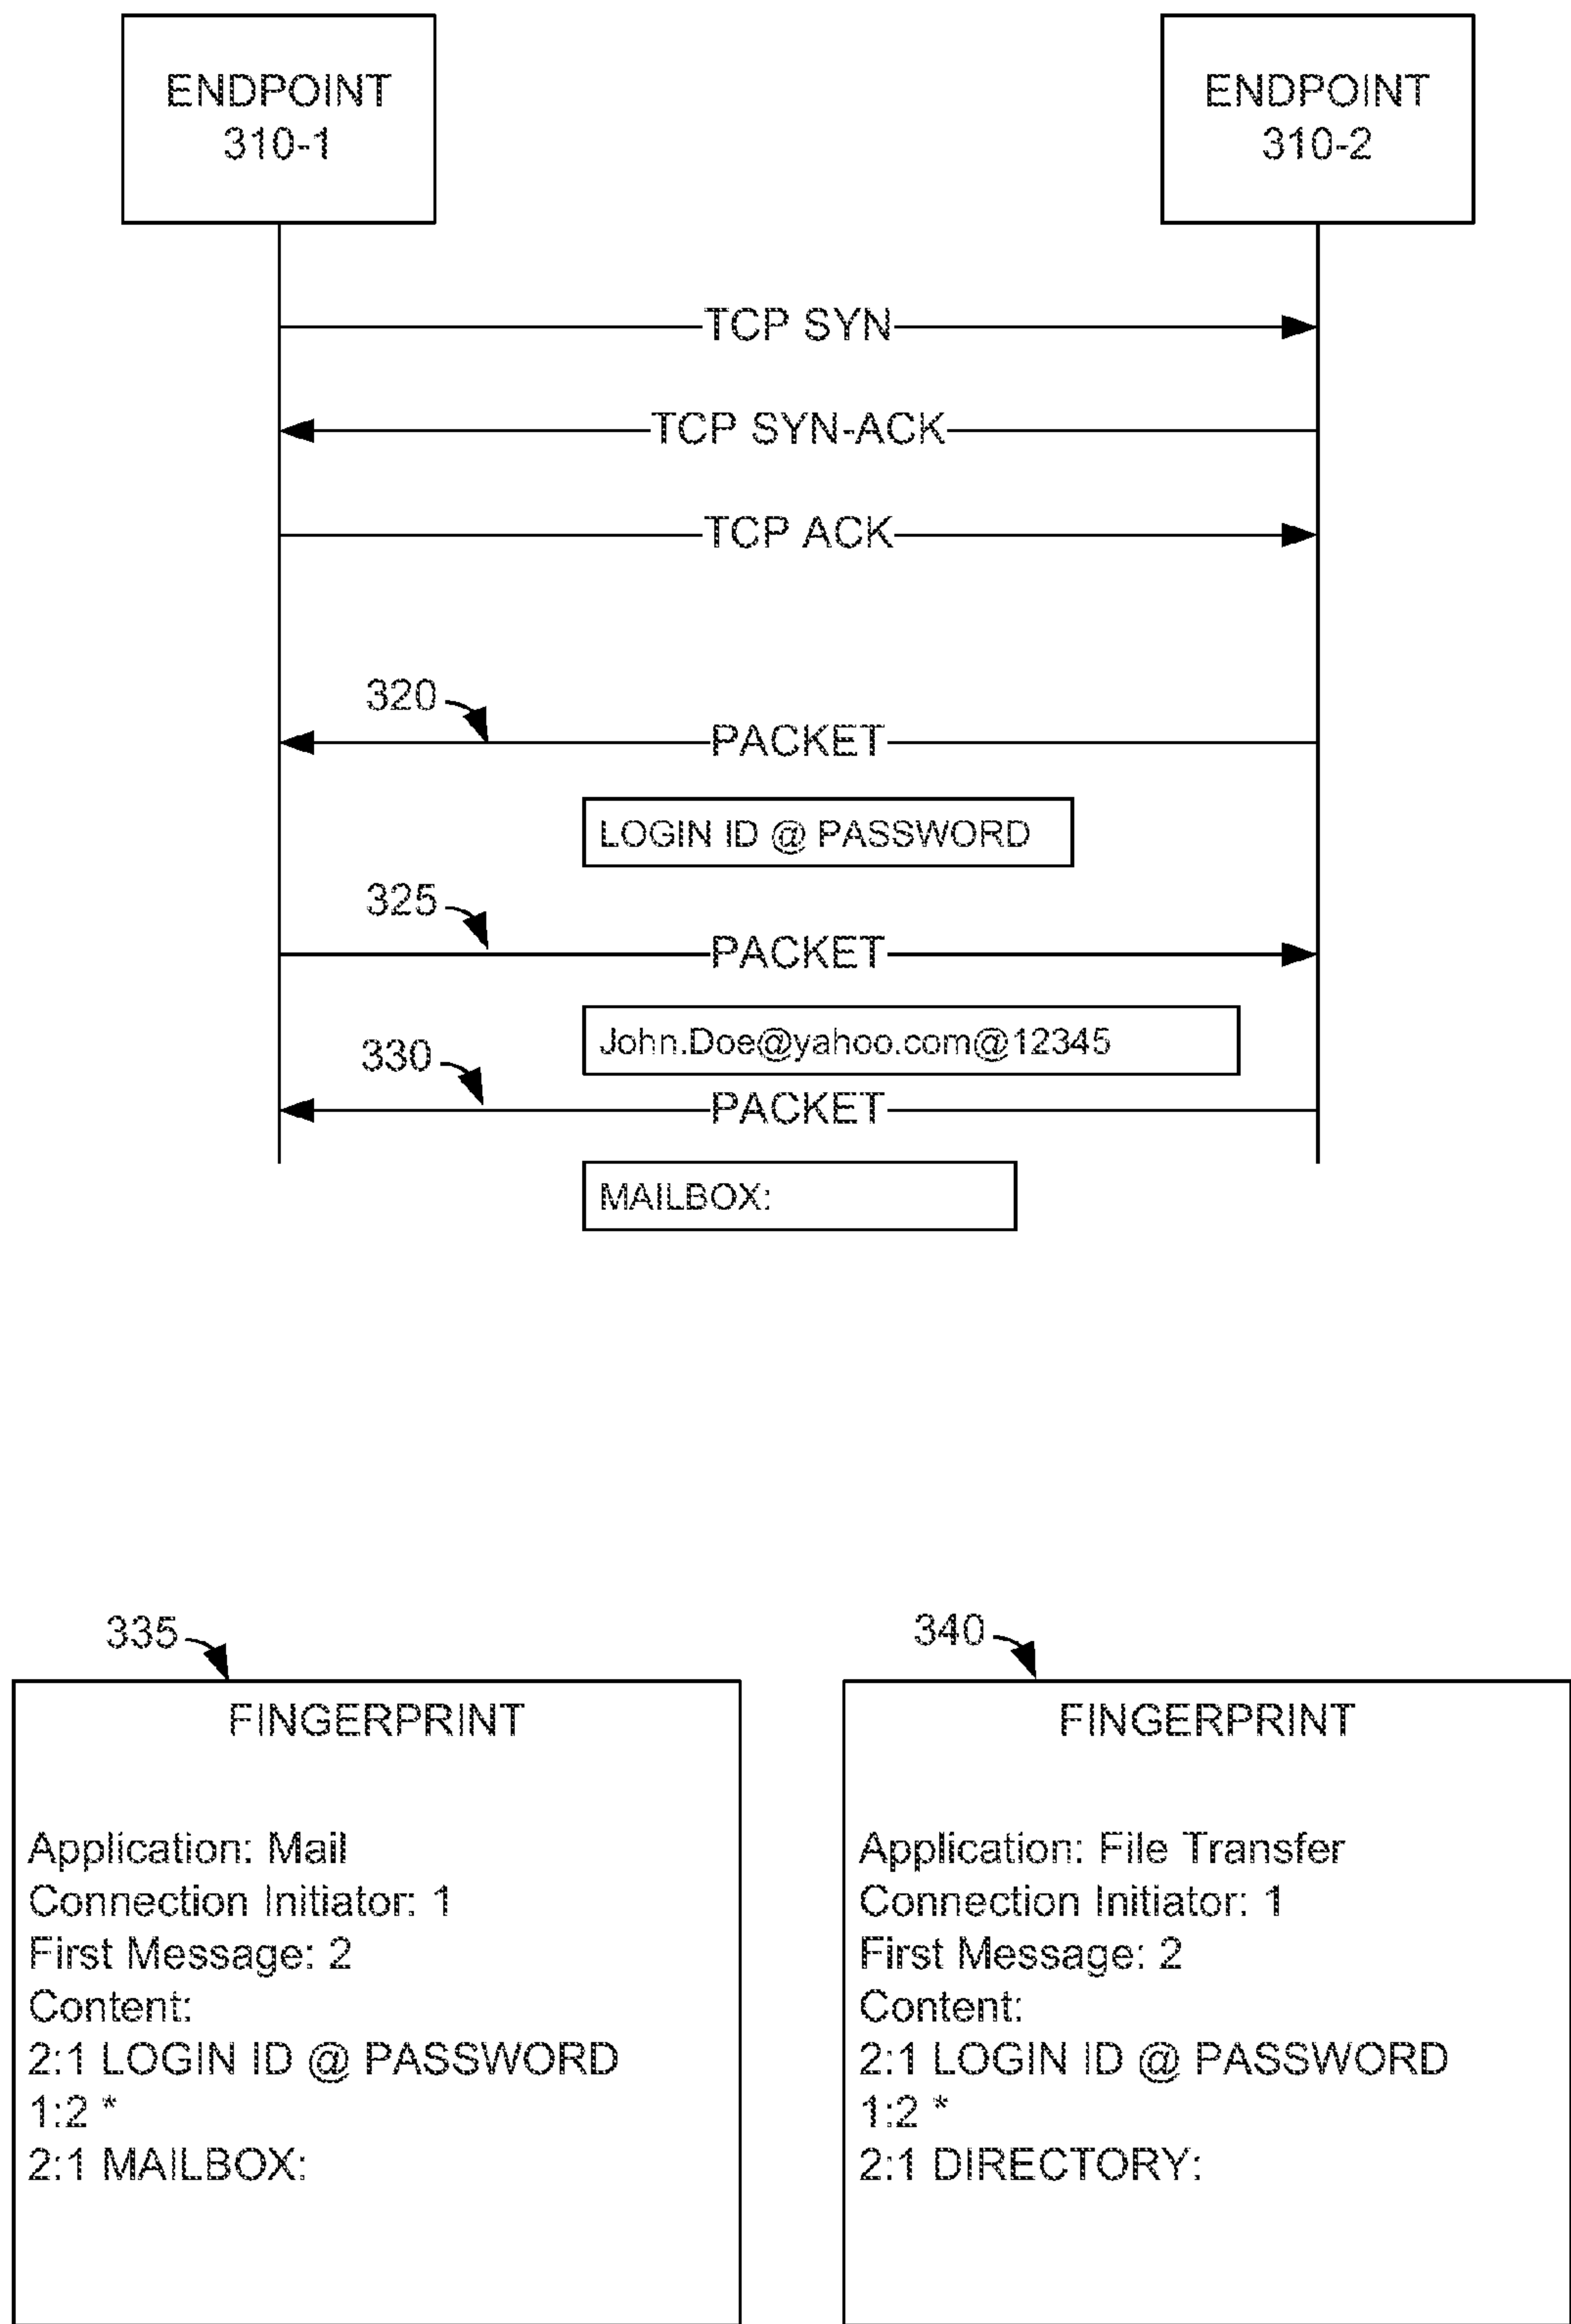 ENDPOINT
310-1
ENDPOINT
310-2
TCP SYN
TCP SYN-ACK
TCP ACK
320
PACKET
LOGIN ID @ PASSWORD
325
PACKET
John.Doe@yahoo.com@12345
330
PACKET
MAILBOX:
335
FINGERPRINT
Application: Mail
Connection Initiator: 1
First Message: 2
Content:
2:1 LOGIN ID @ PASSWORD
1:2 *
2:1 MAILBOX:
340
FINGERPRINT
Application: File Transfer
Connection Initiator: 1
First Message: 2
Content:
2:1 LOGIN ID @ PASSWORD
1:2 *
2:1 DIRECTORY: